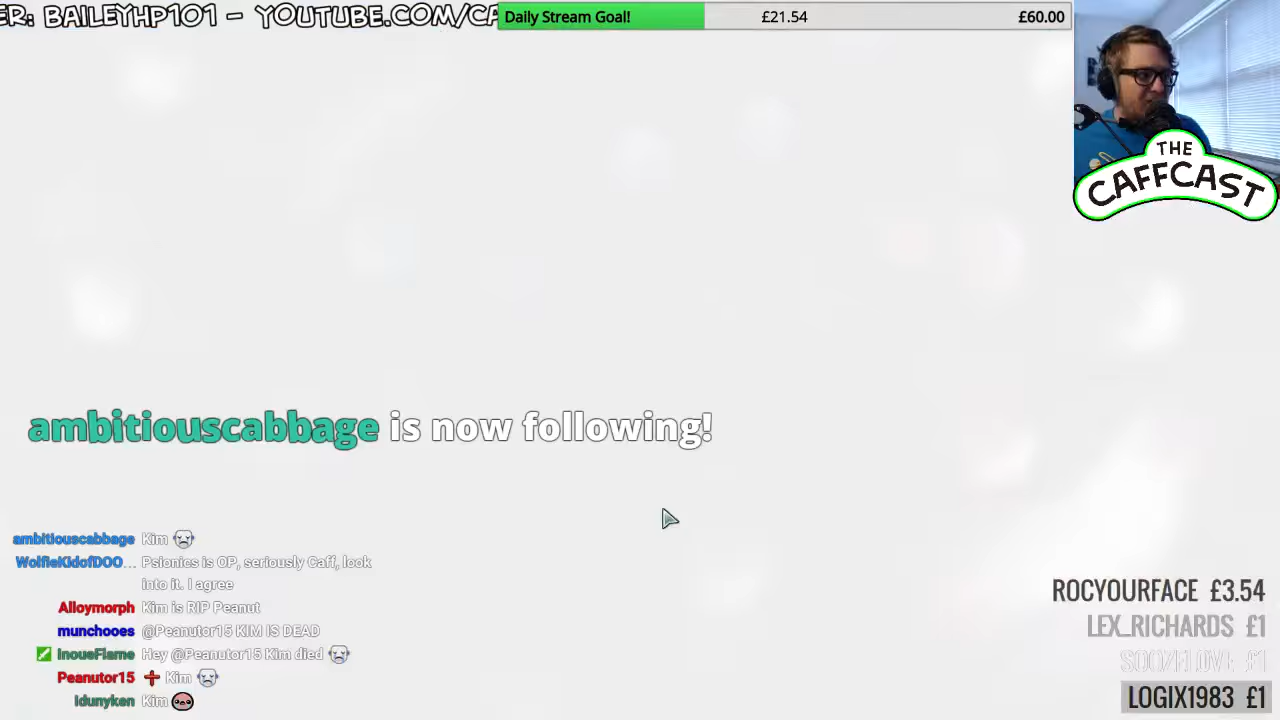 ER: BAILEYHP101 - YOUTUBE.COM/CA
Daily Stream Goal! £21.54 £60.00
THE
CAFFCAST
ambitiouscabbage is now following!
ambitiouscabbage Kim
WolfieKidofDOO... Psionics is OP, seriously Caff, look
into it. I agree
Alloymorph Kim is RIP Peanut
munchooes @Peanutor15 KIM IS DEAD
InoueFlame Hey @Peanutor15 Kim died
Peanutor15 Kim
Idunyken Kim
ROCYOURFACE £3.54
LEX_RICHARDS £1
£1
LOGIX1983 £1